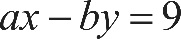 ax − by = 9